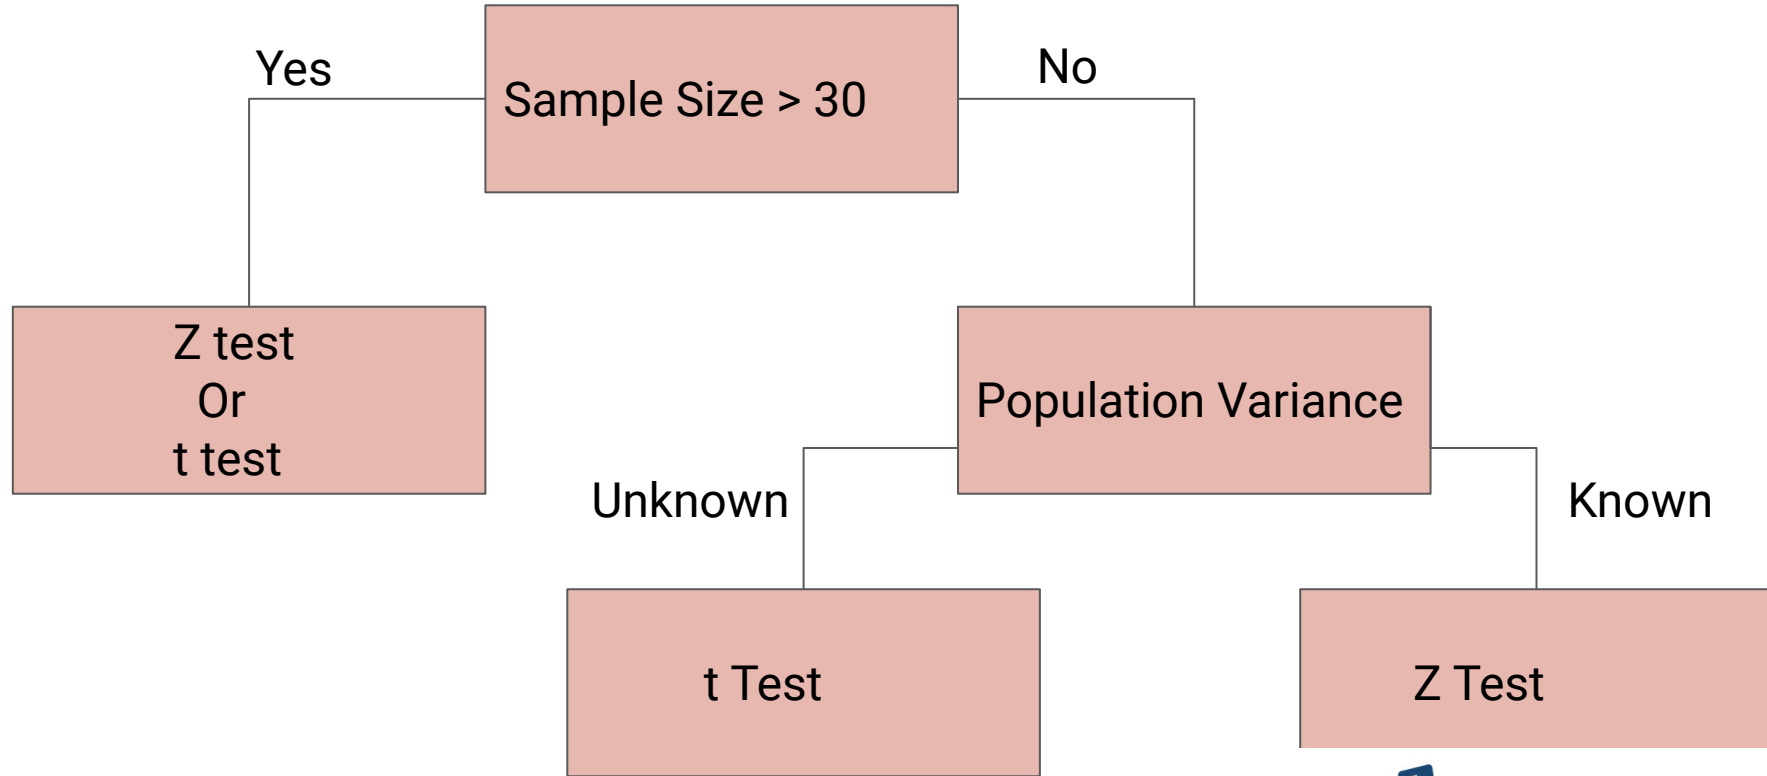 Yes
Sample Size > 30
No
Z test
Or
t test
Population Variance
Unknown
Known
t Test
Z Test